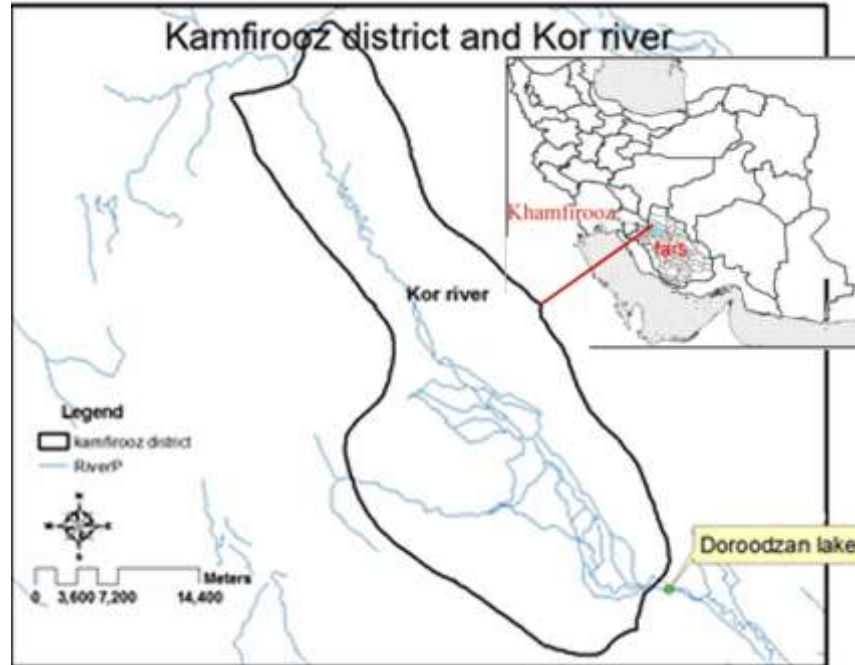 Kamfirooz district and Kor river
Khamfirooz
fars
Kor river
Legend
kamfirooz district
RiverP
N
W E
S
Meters
0 3,600 7,200 14,400
Doroodzan lake